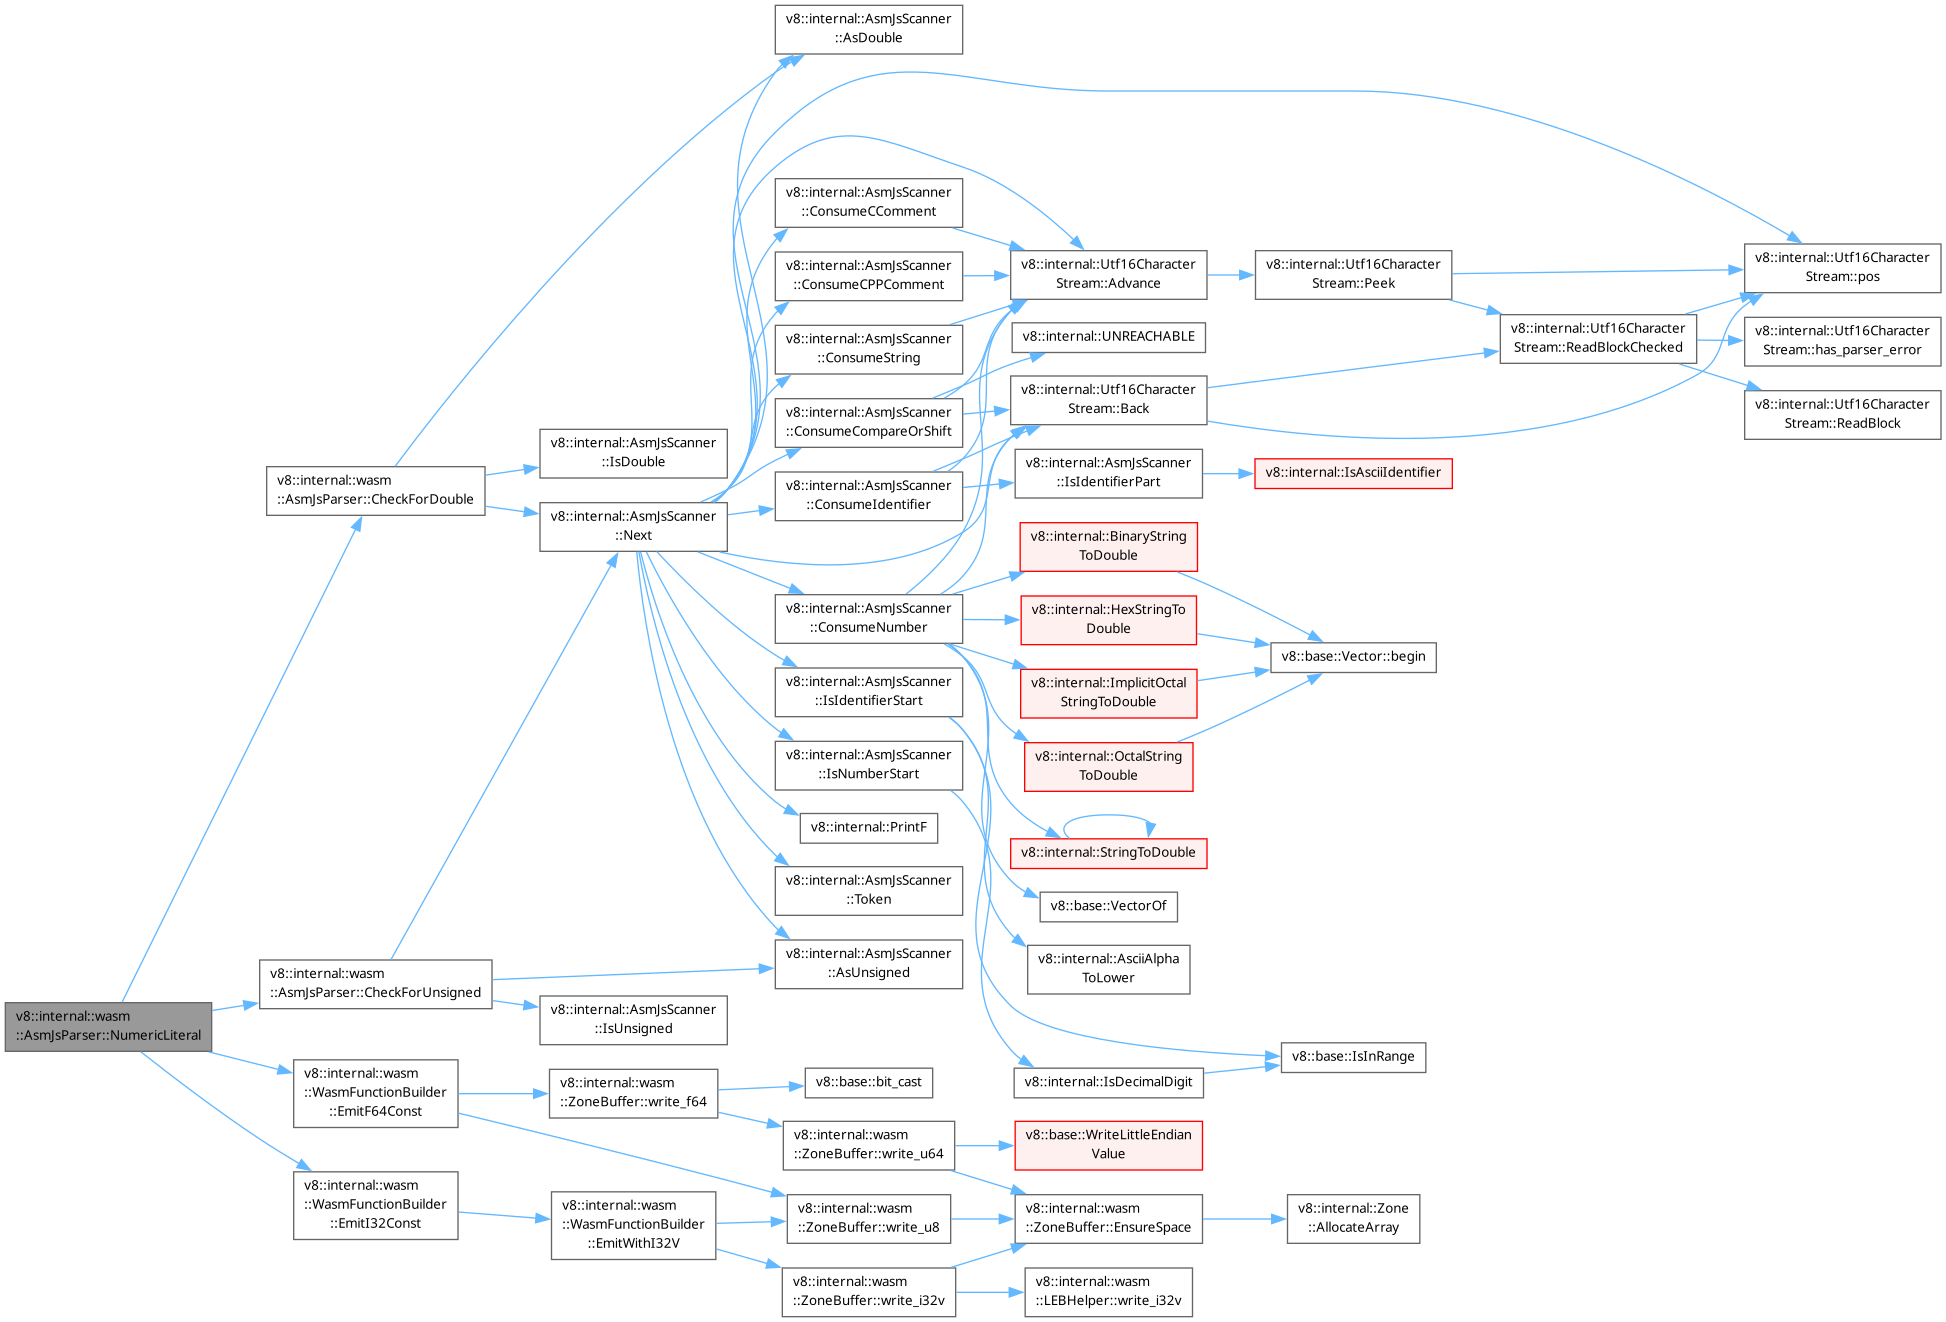 v8::internal::wasm
::AsmJsParser::NumericLiteral
v8::internal::wasm
::AsmJsParser::CheckForDouble
v8::internal::wasm
::AsmJsParser::CheckForUnsigned
v8::internal::wasm
::WasmFunctionBuilder
::EmitF64Const
v8::internal::wasm
::WasmFunctionBuilder
::EmitI32Const
v8::internal::AsmJsScanner
::IsDouble
v8::internal::AsmJsScanner
::Next
v8::internal::AsmJsScanner
::IsUnsigned
v8::internal::wasm
::ZoneBuffer::write_f64
v8::internal::wasm
::WasmFunctionBuilder
::EmitWithI32V
v8::internal::AsmJsScanner
::AsDouble
v8::internal::AsmJsScanner
::ConsumeCComment
v8::internal::AsmJsScanner
::ConsumeCPPComment
v8::internal::AsmJsScanner
::ConsumeString
v8::internal::AsmJsScanner
::ConsumeCompareOrShift
v8::internal::AsmJsScanner
::ConsumeIdentifier
v8::internal::AsmJsScanner
::ConsumeNumber
v8::internal::AsmJsScanner
::IsIdentifierStart
v8::internal::AsmJsScanner
::IsNumberStart
v8::internal::PrintF
v8::internal::AsmJsScanner
::Token
v8::internal::AsmJsScanner
::AsUnsigned
v8::base::bit_cast
v8::internal::wasm
::ZoneBuffer::write_u64
v8::internal::wasm
::ZoneBuffer::write_u8
v8::internal::wasm
::ZoneBuffer::write_i32v
v8::internal::Utf16Character
Stream::Advance
v8::internal::UNREACHABLE
v8::internal::Utf16Character
Stream::Back
v8::internal::AsmJsScanner
::IsIdentifierPart
v8::internal::BinaryString
ToDouble
v8::internal::HexStringTo
Double
v8::internal::ImplicitOctal
StringToDouble
v8::internal::OctalString
ToDouble
v8::internal::StringToDouble
v8::base::VectorOf
v8::internal::AsciiAlpha
ToLower
v8::internal::IsDecimalDigit
v8::base::WriteLittleEndian
Value
v8::internal::wasm
::ZoneBuffer::EnsureSpace
v8::internal::wasm
::LEBHelper::write_i32v
v8::internal::Utf16Character
Stream::Peek
v8::internal::IsAsciiIdentifier
v8::base::Vector::begin
v8::base::IsInRange
v8::internal::Zone
::AllocateArray
v8::internal::Utf16Character
Stream::ReadBlockChecked
v8::internal::Utf16Character
Stream::pos
v8::internal::Utf16Character
Stream::has_parser_error
v8::internal::Utf16Character
Stream::ReadBlock